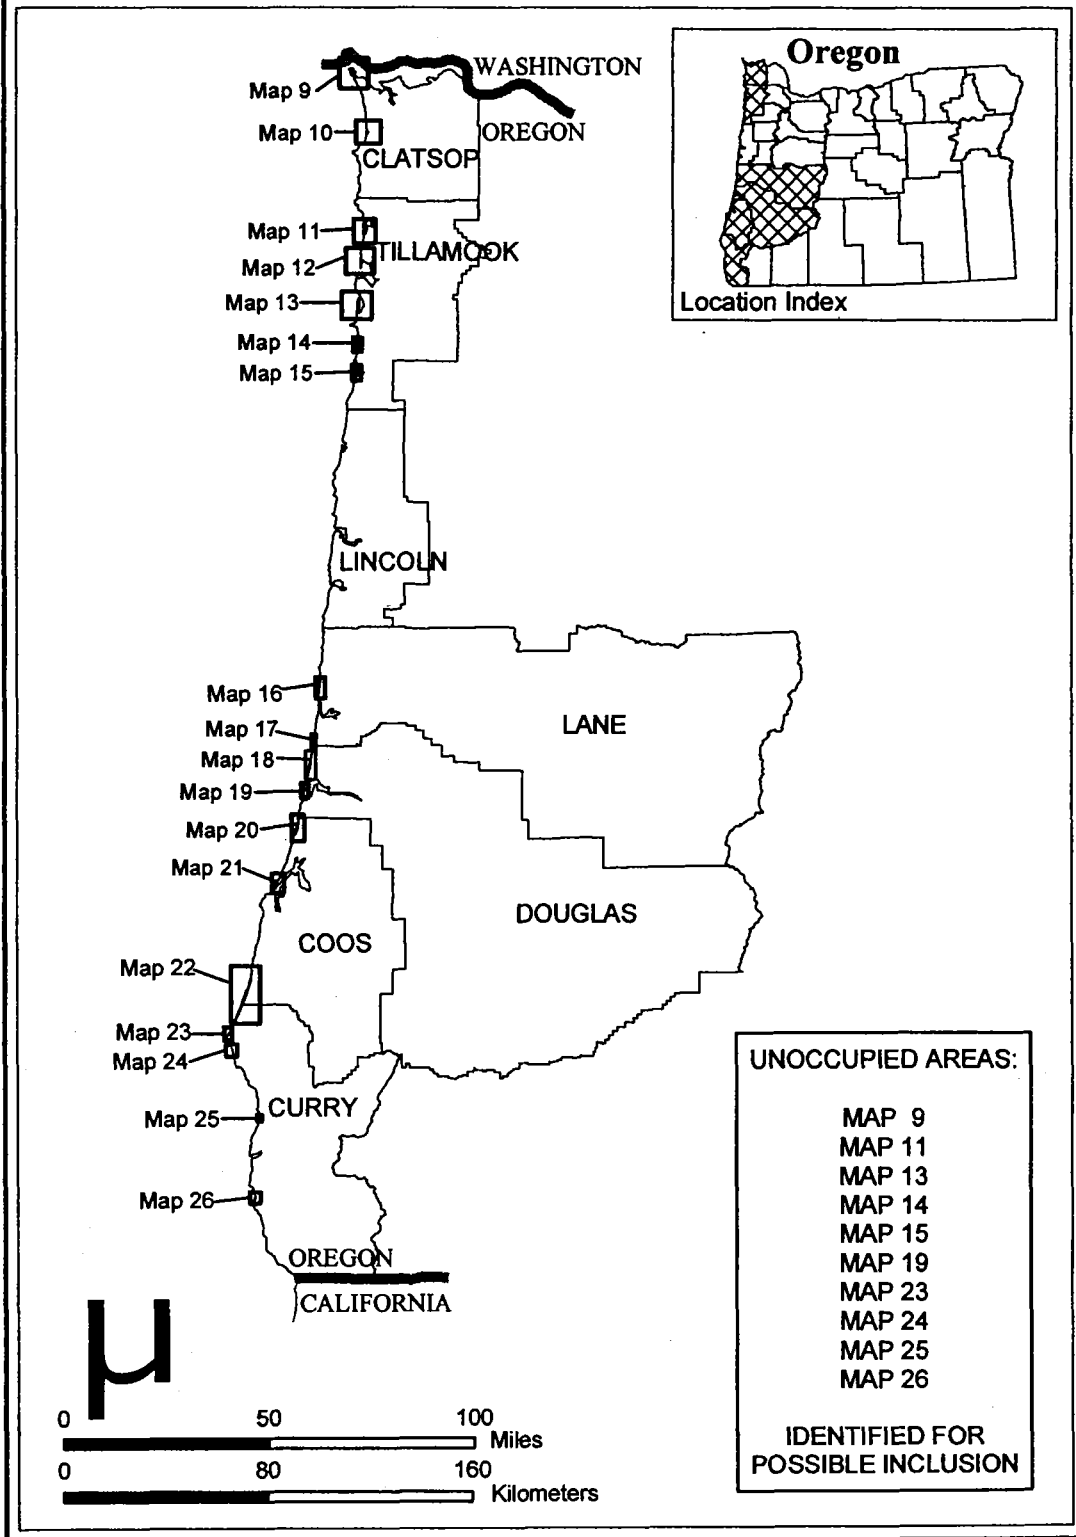 Oregon
Location Index
WASHINGTON
OREGON
Map 9
Map 10
CLATSOP
Map 11
TILLAMOOK
Map 12
Map 13
Map 14
Map 15
LINCOLN
Map 16
LANE
Map 17
Map 18
Map 19
Map 20
Map 21
DOUGLAS
COOS
Map 22
Map 23
Map 24
CURRY
Map 25
Map 26
OREGON
CALIFORNIA
UNOCCUPIED AREAS:
MAP 9
MAP 11
MAP 13
MAP 14
MAP 15
MAP 19
MAP 23
MAP 24
MAP 25
MAP 26
IDENTIFIED FOR
POSSIBLE INCLUSION
µ
0 50 100
Miles
0 80 160
Kilometers